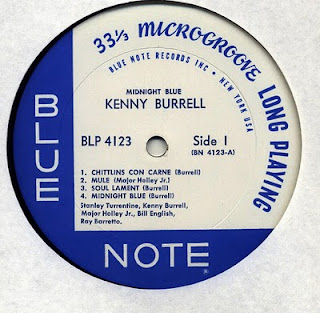 33⅓ MICROGROOVE LONG PLAYING
BLUE NOTE RECORDS INC • NEW YORK USA
MIDNIGHT BLUE
KENNY BURRELL
BLP 4123 Side 1
(BN 4123-A)
1. CHITTLINS CON CARNE (Burrell)
2. MULE (Major Holley Jr.)
3. SOUL LAMENT (Burrell)
4. MIDNIGHT BLUE (Burrell)
Stanley Turrentine, Kenny Burrell,
Major Holley Jr., Bill English,
Ray Barretto.
BLUE
NOTE